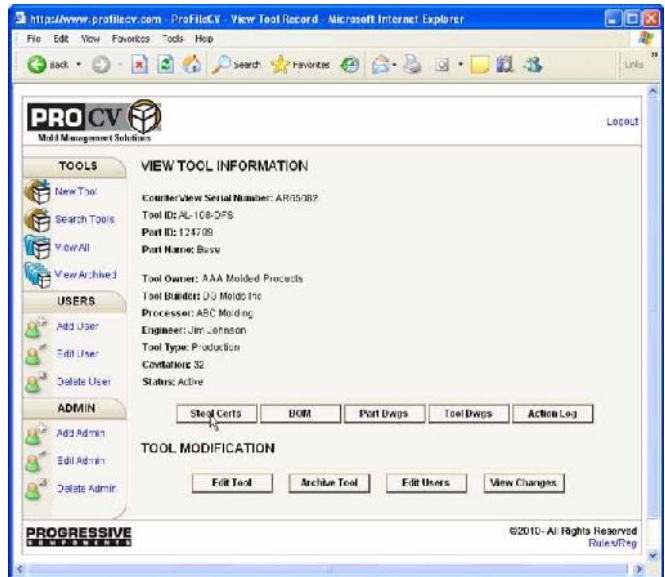 http://www.profilecv.com - ProFileCV - View Tool Record - Microsoft Internet Explorer
File Edit View Favorites Tools Help
Back Search Favorites Links
PRO CV
Mold Management Solutions
Logout
TOOLS
New Tool
Search Tools
View All
View Archived
USERS
Add User
Edit User
Delete User
ADMIN
Add Admin
Edit Admin
Delete Admin
VIEW TOOL INFORMATION
CounterView Serial Number: AR65082
Tool ID: AL-108-DFS
Part ID: 124709
Part Name: Base
Tool Owner: AAA Molded Products
Tool Builder: DG Molds Inc
Processor: ABC Molding
Engineer: Jim Johnson
Tool Type: Production
Cavitation: 32
Status: Active
Steel Certs BOM Part Dwgs Tool Dwgs Action Log
TOOL MODIFICATION
Edit Tool Archive Tool Edit Users View Changes
PROGRESSIVE
COMPONENTS
©2010- All Rights Reserved
Rules/Reg